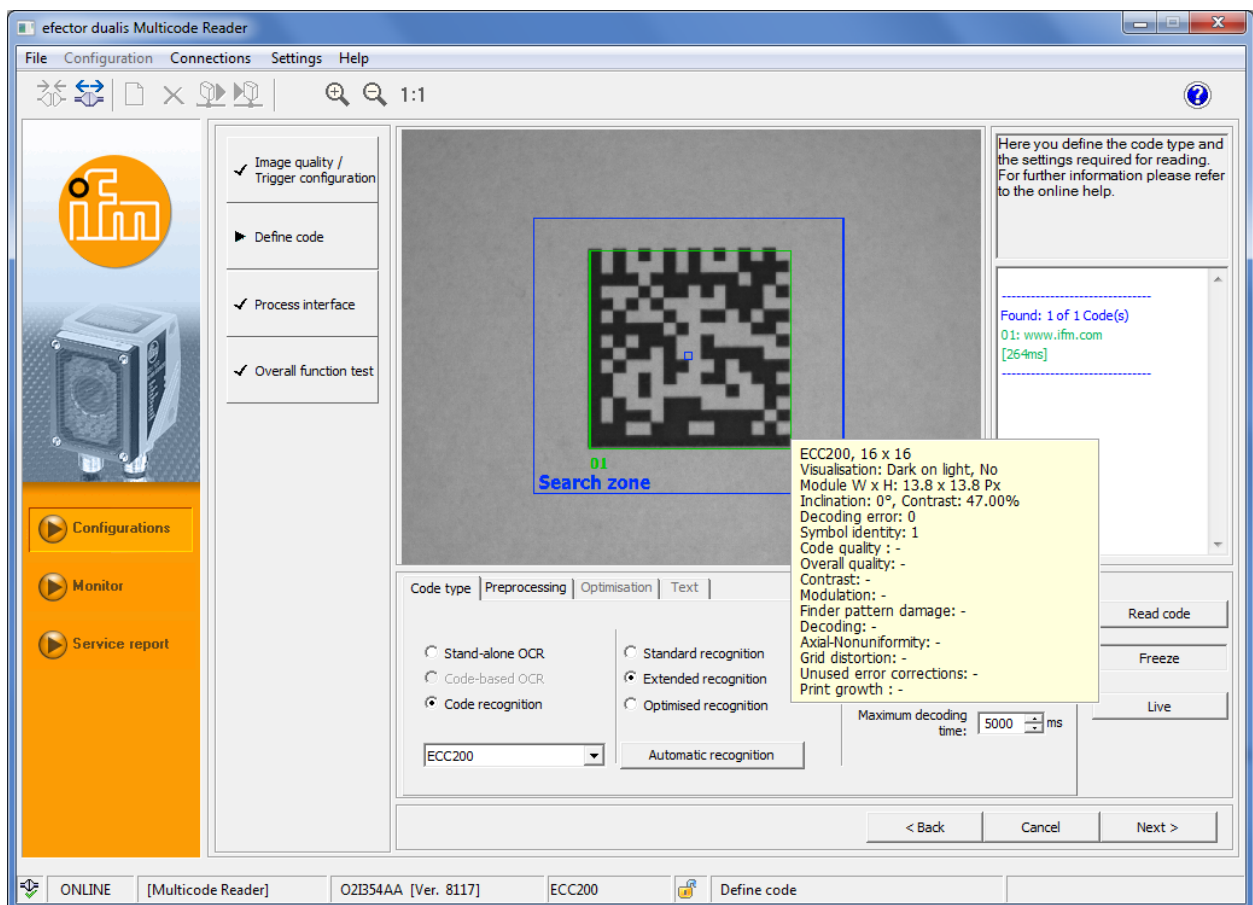 efector dualis Multicode Reader
File Configuration Connections Settings Help
1:1
ifm
Image quality /
Trigger configuration
Define code
Process interface
Overall function test
Configurations
Monitor
Service report
01
Search zone
Here you define the code type and
the settings required for reading.
For further information please refer
to the online help.
-------------------------------
Found: 1 of 1 Code(s)
01: www.ifm.com
[264ms]
-------------------------------
ECC200, 16 x 16
Visualisation: Dark on light, No
Module W x H: 13.8 x 13.8 Px
Inclination: 0°, Contrast: 47.00%
Decoding error: 0
Symbol identity: 1
Code quality : -
Overall quality: -
Contrast: -
Modulation: -
Finder pattern damage: -
Decoding: -
Axial-Nonuniformity: -
Grid distortion: -
Unused error corrections: -
Print growth : -
Code type Preprocessing Optimisation Text
Stand-alone OCR
Code-based OCR
Code recognition
ECC200
Standard recognition
Extended recognition
Optimised recognition
Automatic recognition
Maximum decoding
time: 5000 ms
Read code
Freeze
Live
< Back Cancel Next >
ONLINE [Multicode Reader] O2I354AA [Ver. 8117] ECC200 Define code